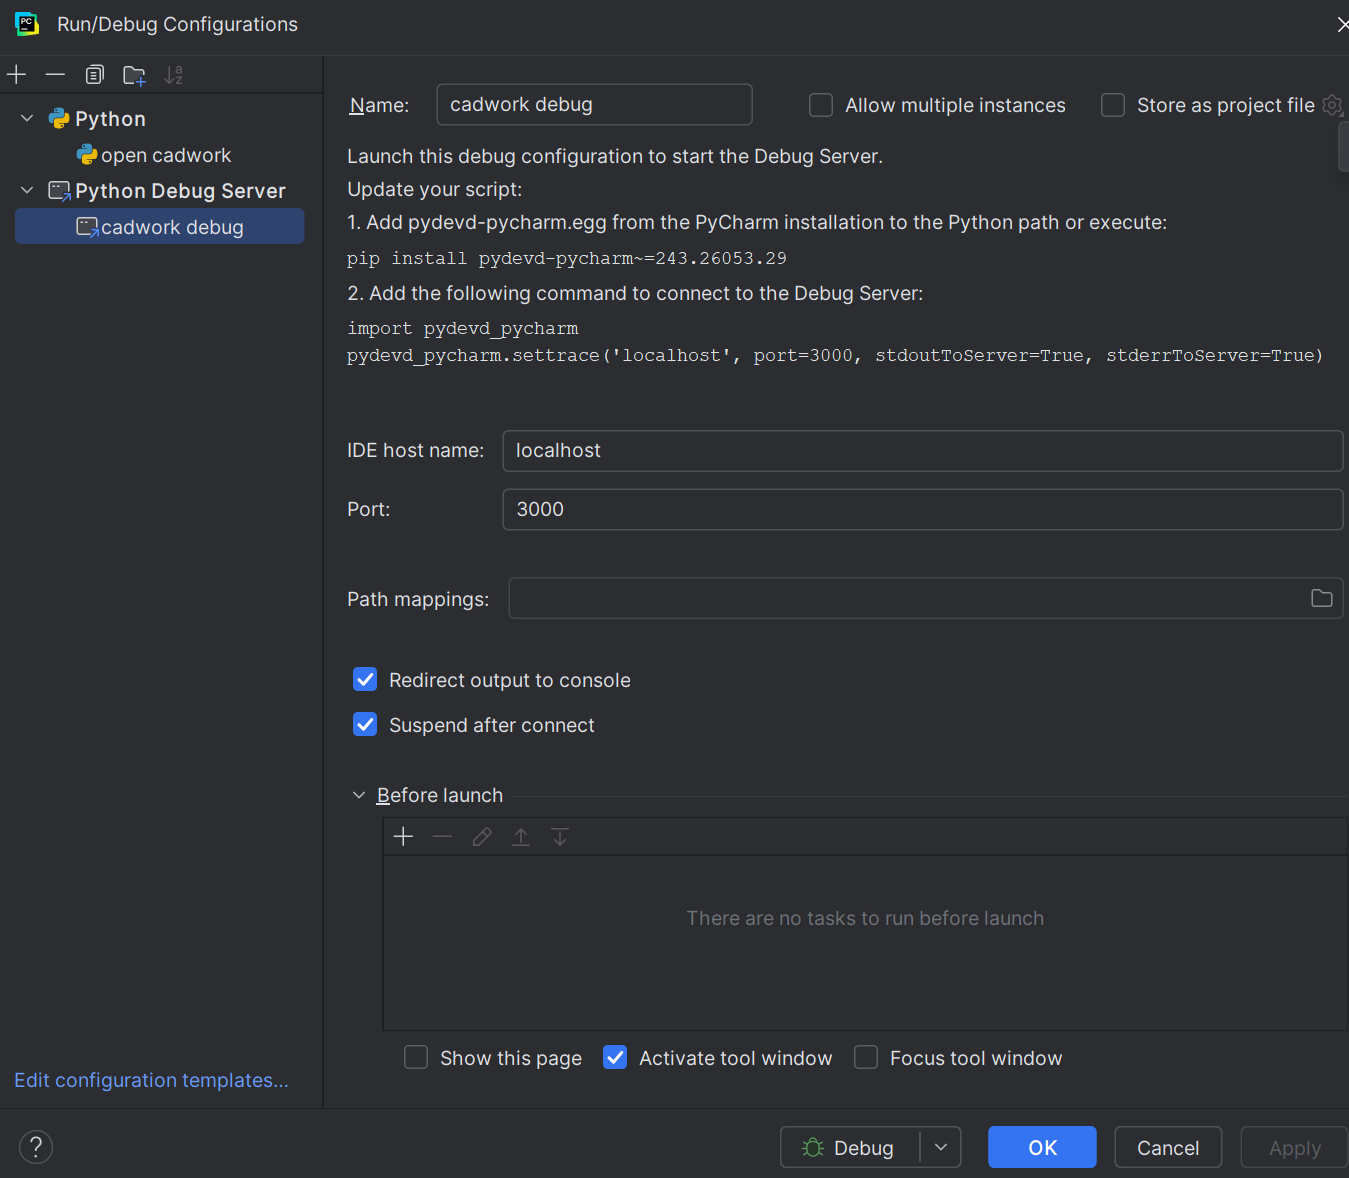 PC
Run/Debug Configurations
Python
open cadwork
Python Debug Server
cadwork debug
Edit configuration templates...
Name: cadwork debug Allow multiple instances Store as project file
Launch this debug configuration to start the Debug Server.
Update your script:
1. Add pydevd-pycharm.egg from the PyCharm installation to the Python path or execute:
pip install pydevd-pycharm~=243.26053.29
2. Add the following command to connect to the Debug Server:
import pydevd_pycharm
pydevd_pycharm.settrace('localhost', port=3000, stdoutToServer=True, stderrToServer=True)
IDE host name: localhost
Port: 3000
Path mappings:
Redirect output to console
Suspend after connect
Before launch
There are no tasks to run before launch
Show this page Activate tool window Focus tool window
? Debug OK Cancel Apply